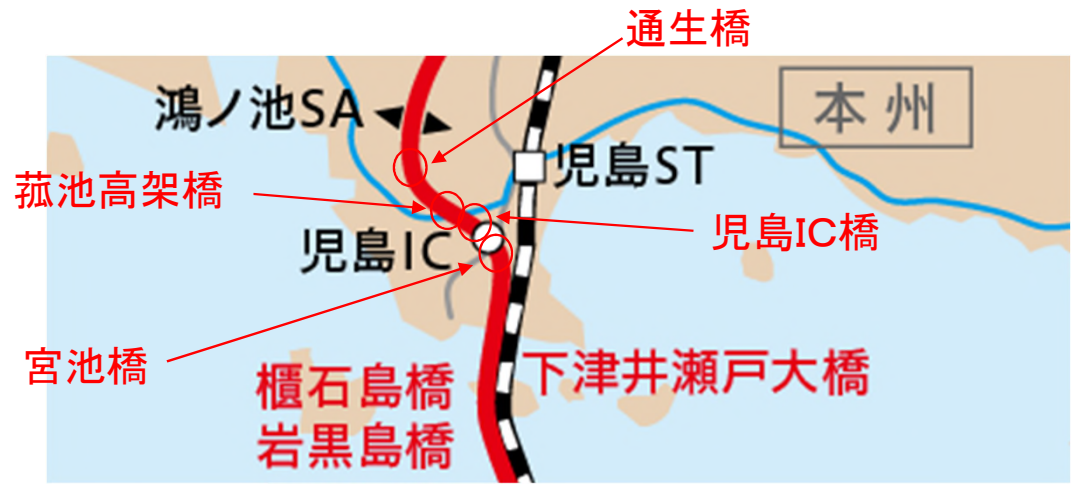 通生橋
鴻ノ池SA
本州
児島ST
菰池高架橋
児島IC橋
児島IC
宮池橋
下津井瀬戸大橋
櫃石島橋
岩黒島橋